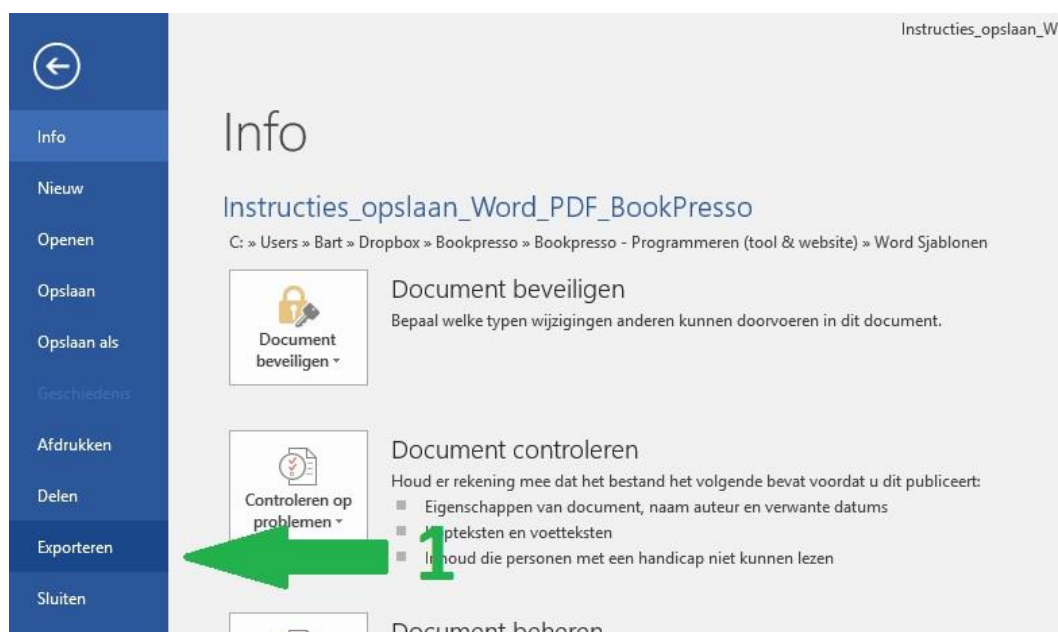 Instructies_opslaan_W
Info
Nieuw
Openen
Opslaan
Opslaan als
Geschiedenis
Afdrukken
Delen
Exporteren
Sluiten
Info
Instructies_opslaan_Word_PDF_BookPresso
C: » Users » Bart » Dropbox » Bookpresso » Bookpresso - Programmeren (tool & website) » Word Sjablonen
Document
beveiligen
Document beveiligen
Bepaal welke typen wijzigingen anderen kunnen doorvoeren in dit document.
Controleren op
problemen
Document controleren
Houd er rekening mee dat het bestand het volgende bevat voordat u dit publiceert:
Eigenschappen van document, naam auteur en verwante datums
Kopteksten en voetteksten
Inhoud die personen met een handicap niet kunnen lezen
1
Document beheren